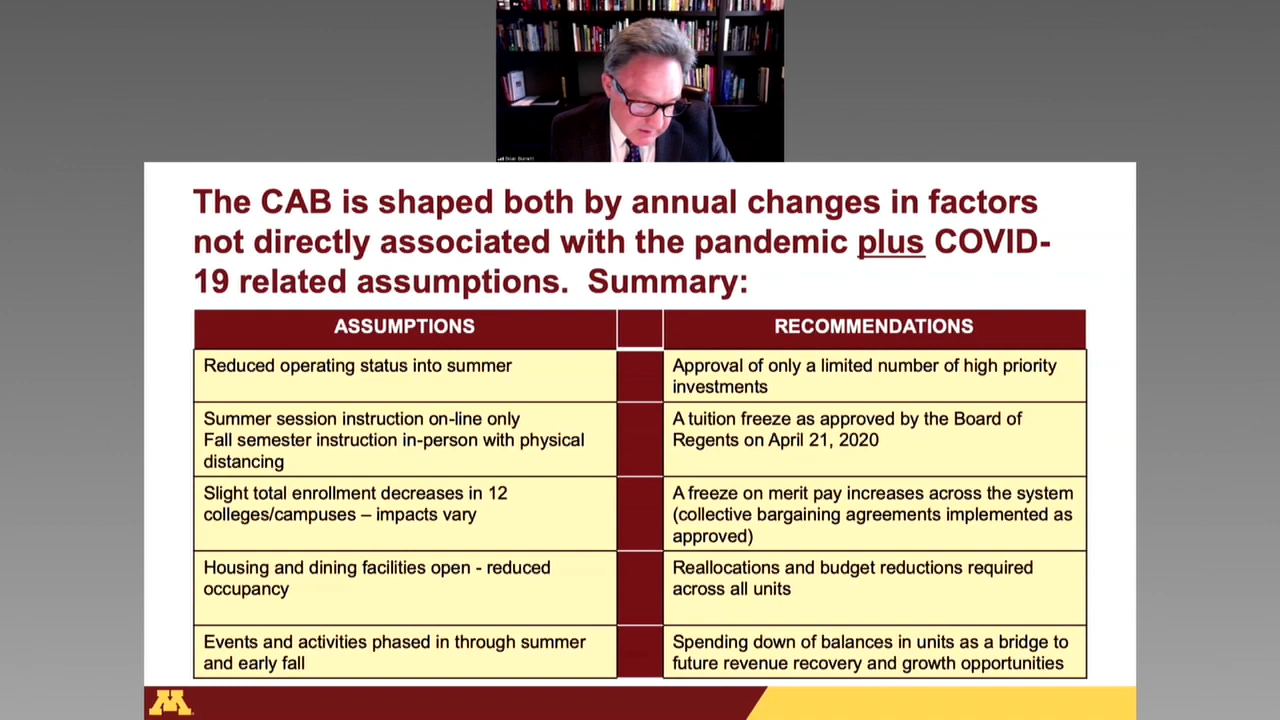 Brian Burnett
The CAB is shaped both by annual changes in factors
not directly associated with the pandemic plus COVID-
19 related assumptions.  Summary:
ASSUMPTIONS
RECOMMENDATIONS
Reduced operating status into summer
Approval of only a limited number of high priority
investments
Summer session instruction on-line only
Fall semester instruction in-person with physical
distancing
A tuition freeze as approved by the Board of
Regents on April 21, 2020
Slight total enrollment decreases in 12
colleges/campuses – impacts vary
A freeze on merit pay increases across the system
(collective bargaining agreements implemented as
approved)
Housing and dining facilities open - reduced
occupancy
Reallocations and budget reductions required
across all units
Events and activities phased in through summer
and early fall
Spending down of balances in units as a bridge to
future revenue recovery and growth opportunities
M